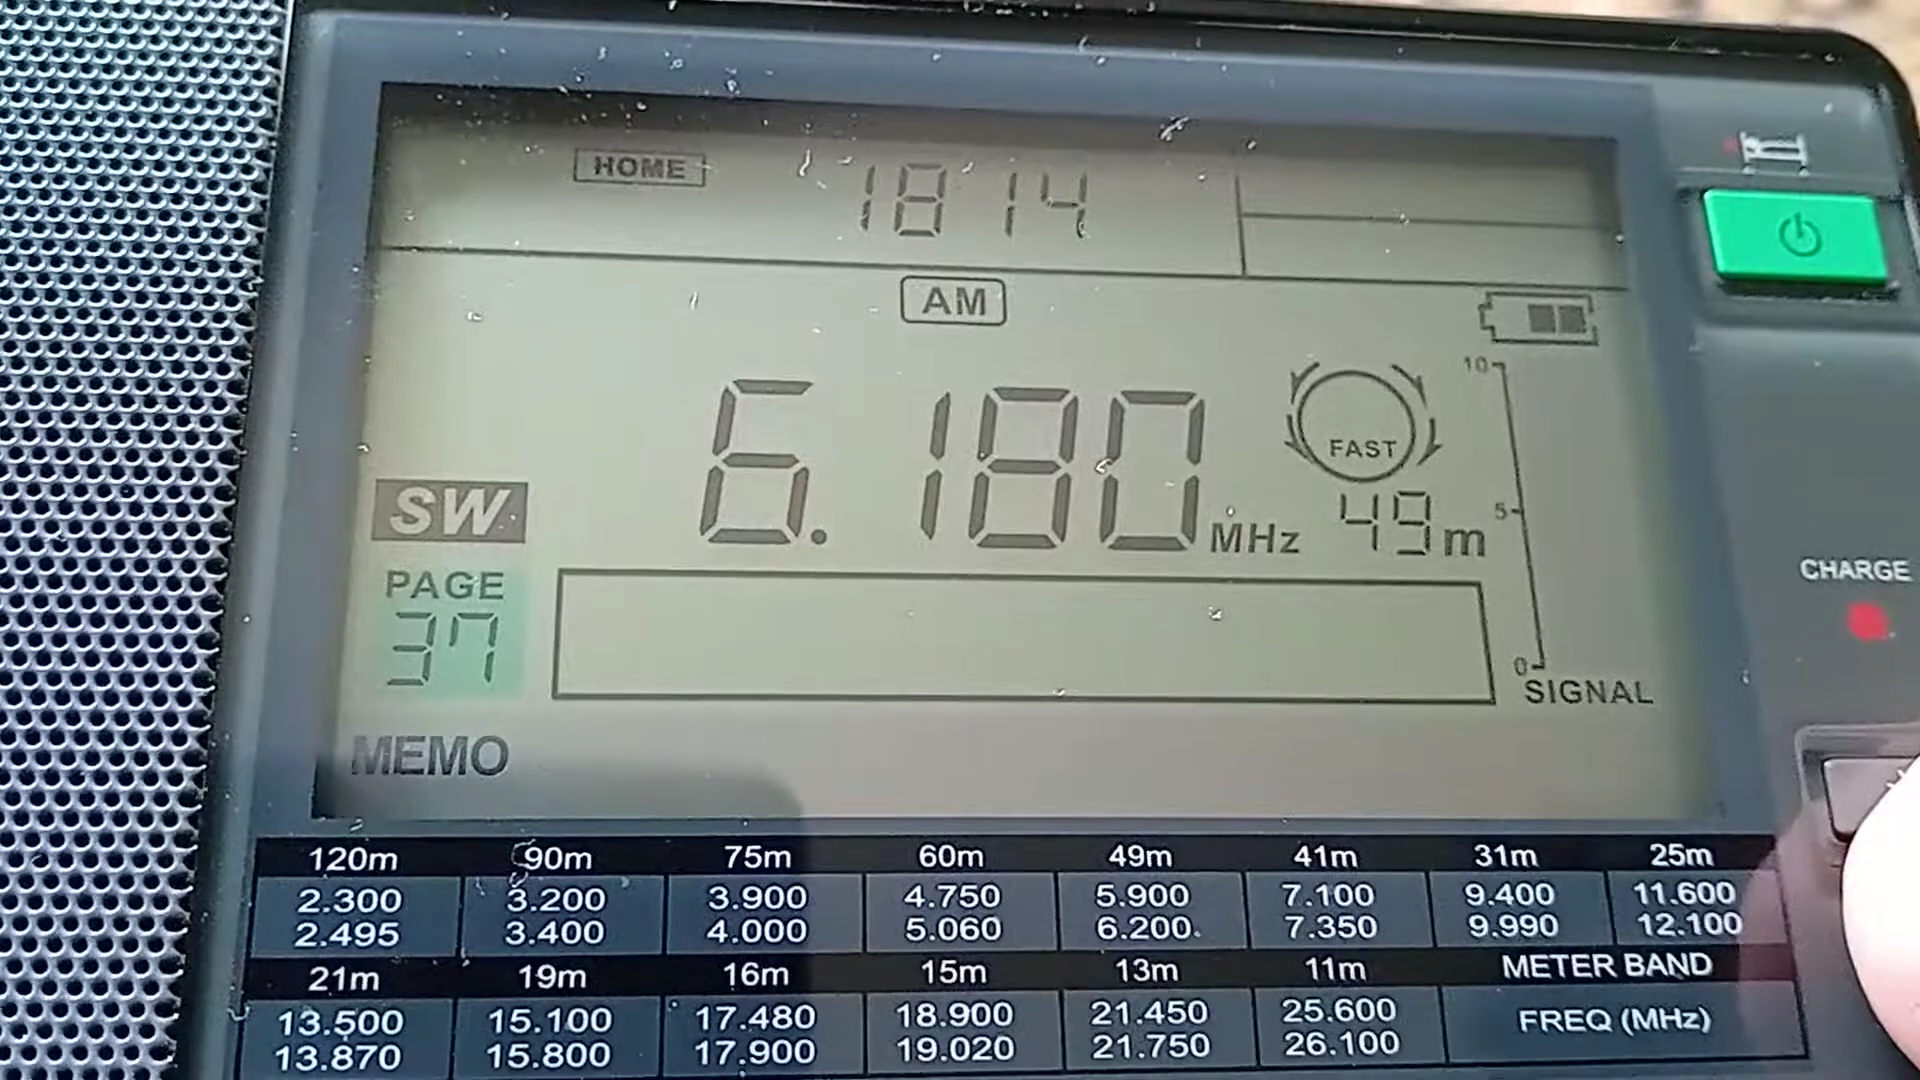 HOME 18 14
AM
10
6.180 MHz FAST 49m
5
SW
PAGE
37
0
SIGNAL
MEMO
CHARGE
120m 90m 75m 60m 49m 41m 31m 25m
2.300 3.200 3.900 4.750 5.900 7.100 9.400 11.600
2.495 3.400 4.000 5.060 6.200 7.350 9.990 12.100
21m 19m 16m 15m 13m 11m METER BAND
13.500 15.100 17.480 18.900 21.450 25.600 FREQ (MHz)
13.870 15.800 17.900 19.020 21.750 26.100